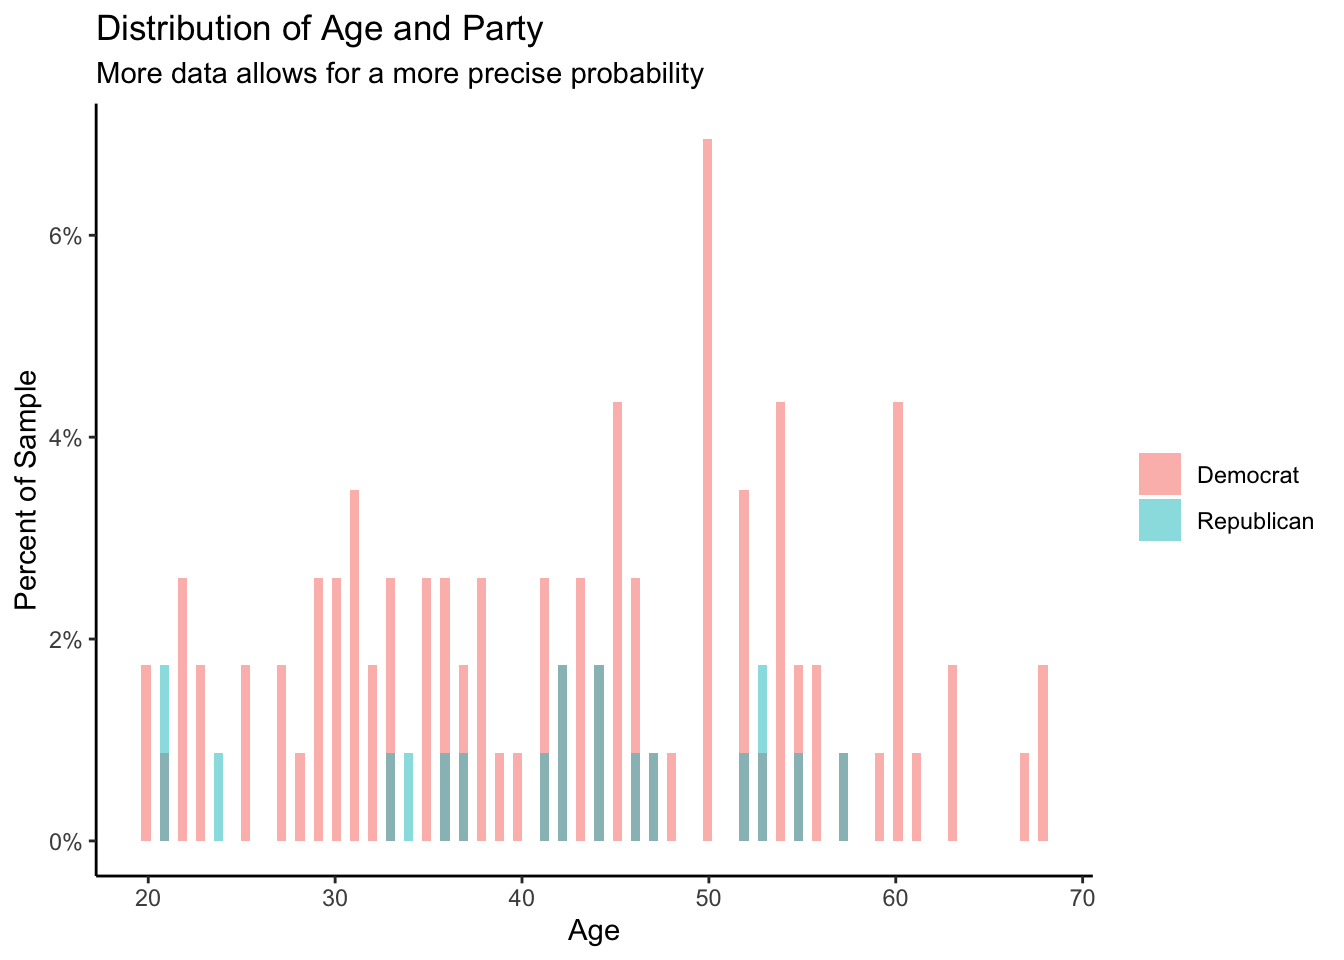 Distribution of Age and Party
More data allows for a more precise probability
Percent of Sample
6%
4%
2%
0%
20 30 40 50 60 70
Age
Democrat
Republican